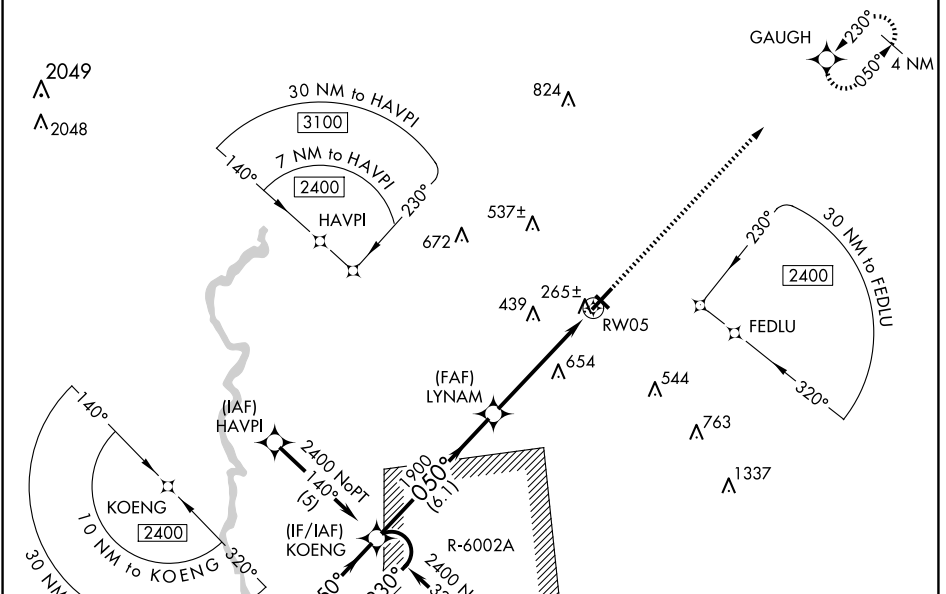 GAUGH
230°
050°
4 NM
2049
2048
824
30 NM to HAVPI
3100
7 NM to HAVPI
2400
140°
230°
HAVPI
672
537±
439
265±
RW05
654
230°
30 NM to FEDLU
2400
FEDLU
320°
544
763
1337
(FAF)
LYNAM
(IAF)
HAVPI
2400 NoPT
140°
(5)
1900
050°
(6.1)
(IF/IAF)
KOENG
R-6002A
140°
KOENG
2400
10 NM to KOENG
320°
30 NM
2400 N